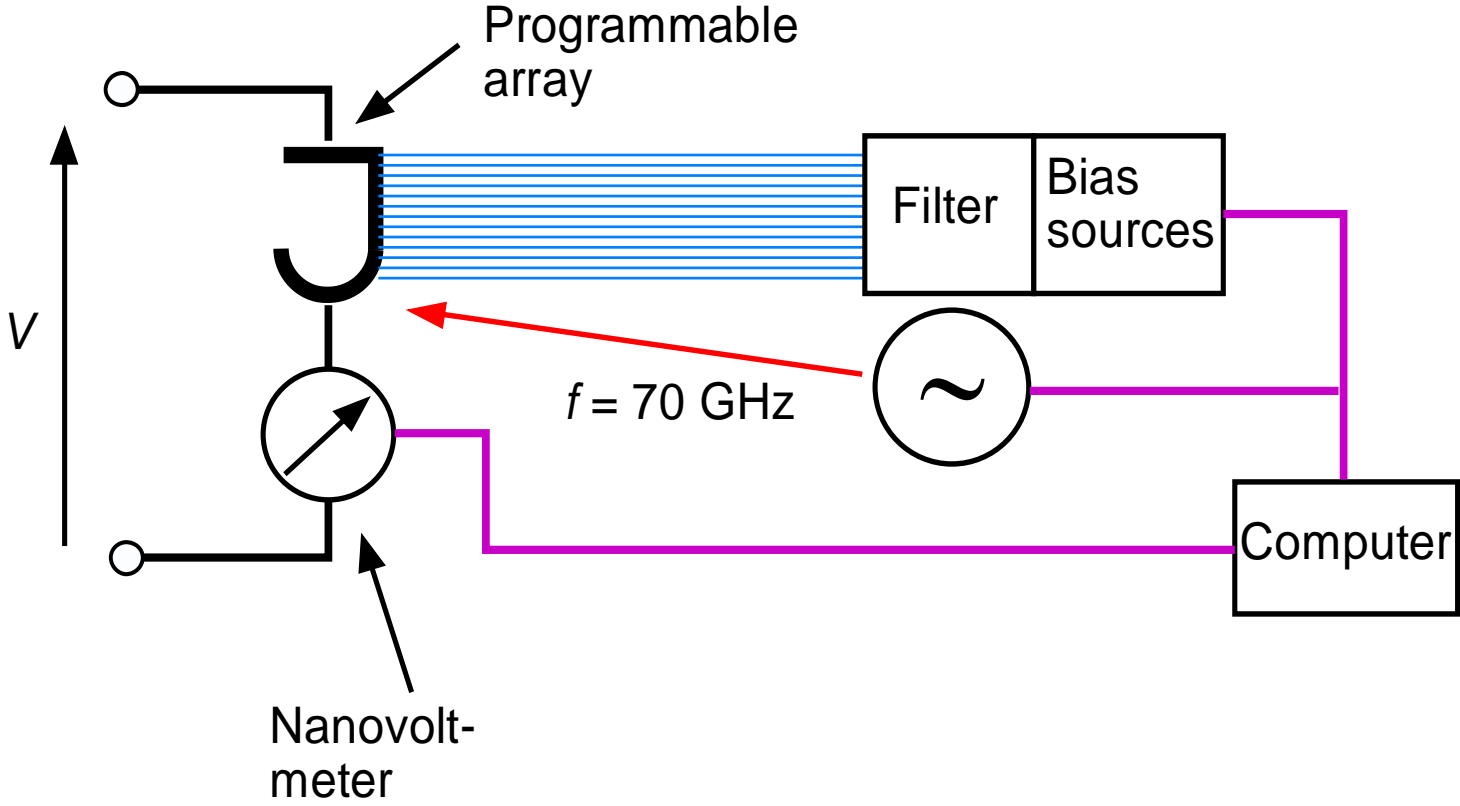 Programmable
array
Filter
Bias
sources
V
f = 70 GHz
~
Computer
Nanovolt-
meter